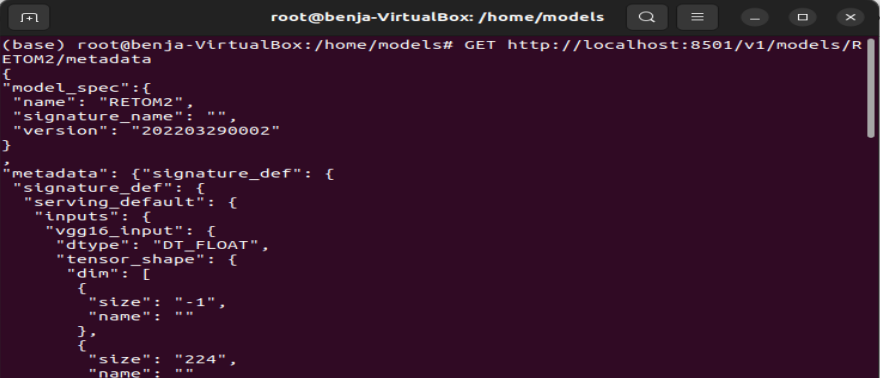 root@benja-VirtualBox: /home/models
(base) root@benja-VirtualBox:/home/models# GET http://localhost:8501/v1/models/R
ETOM2/metadata
{
"model_spec":{
 "name": "RETOM2",
 "signature_name": "",
 "version": "202203290002"
}
,
"metadata": {"signature_def": {
 "signature_def": {
  "serving_default": {
   "inputs": {
    "vgg16_input": {
     "dtype": "DT_FLOAT",
     "tensor_shape": {
      "dim": [
       {
        "size": "-1",
        "name": ""
       },
       {
        "size": "224",
        "name": ""